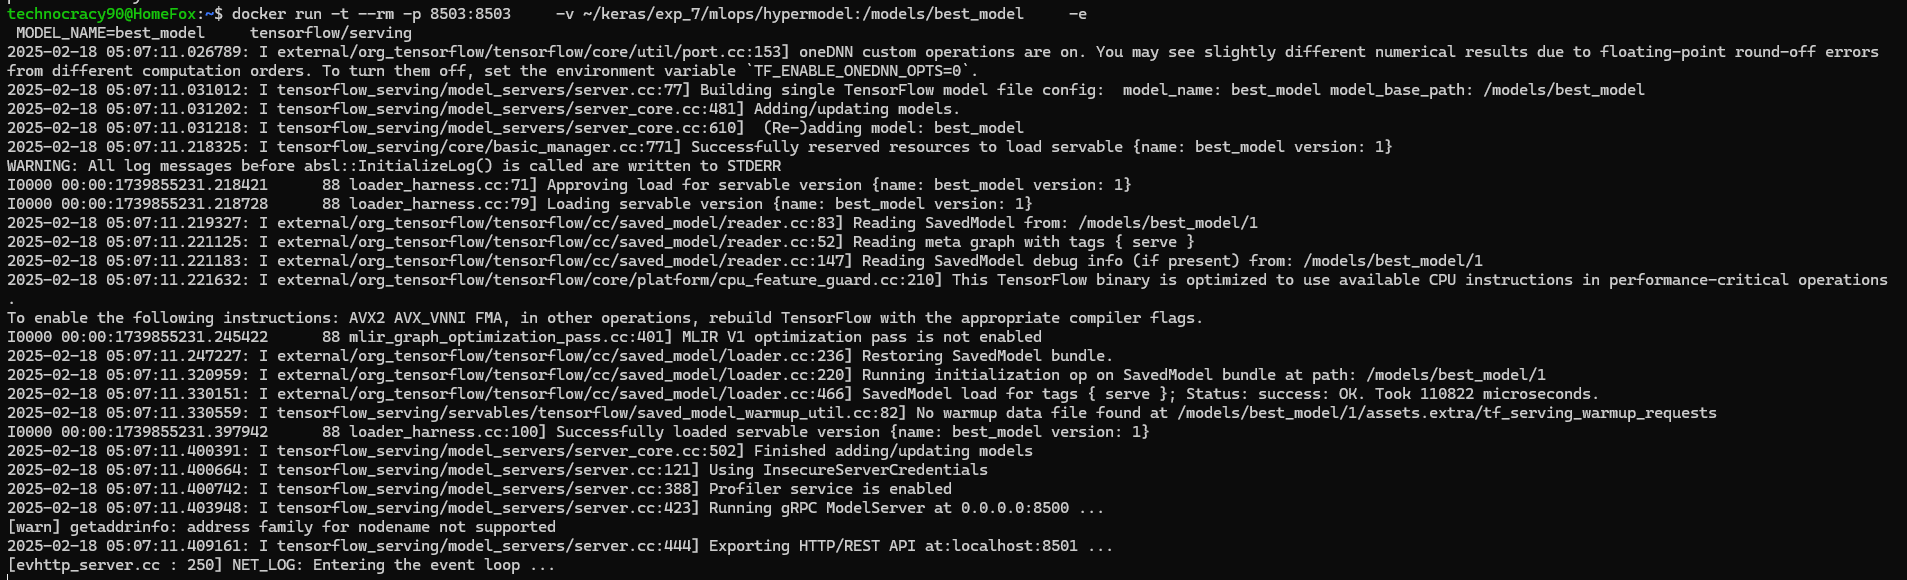 technocracy90@HomeFox:~$ docker run -t --rm -p 8503:8503     -v ~/keras/exp_7/mlops/hypermodel:/models/best_model     -e
 MODEL_NAME=best_model     tensorflow/serving
2025-02-18 05:07:11.026789: I external/org_tensorflow/tensorflow/core/util/port.cc:153] oneDNN custom operations are on. You may see slightly different numerical results due to floating-point round-off errors
from different computation orders. To turn them off, set the environment variable `TF_ENABLE_ONEDNN_OPTS=0`.
2025-02-18 05:07:11.031012: I tensorflow_serving/model_servers/server.cc:77] Building single TensorFlow model file config:  model_name: best_model model_base_path: /models/best_model
2025-02-18 05:07:11.031202: I tensorflow_serving/model_servers/server_core.cc:481] Adding/updating models.
2025-02-18 05:07:11.031218: I tensorflow_serving/model_servers/server_core.cc:610]  (Re-)adding model: best_model
2025-02-18 05:07:11.218325: I tensorflow_serving/core/basic_manager.cc:771] Successfully reserved resources to load servable {name: best_model version: 1}
WARNING: All log messages before absl::InitializeLog() is called are written to STDERR
I0000 00:00:1739855231.218421      88 loader_harness.cc:71] Approving load for servable version {name: best_model version: 1}
I0000 00:00:1739855231.218728      88 loader_harness.cc:79] Loading servable version {name: best_model version: 1}
2025-02-18 05:07:11.219327: I external/org_tensorflow/tensorflow/cc/saved_model/reader.cc:83] Reading SavedModel from: /models/best_model/1
2025-02-18 05:07:11.221125: I external/org_tensorflow/tensorflow/cc/saved_model/reader.cc:52] Reading meta graph with tags { serve }
2025-02-18 05:07:11.221183: I external/org_tensorflow/tensorflow/cc/saved_model/reader.cc:147] Reading SavedModel debug info (if present) from: /models/best_model/1
2025-02-18 05:07:11.221632: I external/org_tensorflow/tensorflow/core/platform/cpu_feature_guard.cc:210] This TensorFlow binary is optimized to use available CPU instructions in performance-critical operations
.
To enable the following instructions: AVX2 AVX_VNNI FMA, in other operations, rebuild TensorFlow with the appropriate compiler flags.
I0000 00:00:1739855231.245422      88 mlir_graph_optimization_pass.cc:401] MLIR V1 optimization pass is not enabled
2025-02-18 05:07:11.247227: I external/org_tensorflow/tensorflow/cc/saved_model/loader.cc:236] Restoring SavedModel bundle.
2025-02-18 05:07:11.320959: I external/org_tensorflow/tensorflow/cc/saved_model/loader.cc:220] Running initialization op on SavedModel bundle at path: /models/best_model/1
2025-02-18 05:07:11.330151: I external/org_tensorflow/tensorflow/cc/saved_model/loader.cc:466] SavedModel load for tags { serve }; Status: success: OK. Took 110822 microseconds.
2025-02-18 05:07:11.330559: I tensorflow_serving/servables/tensorflow/saved_model_warmup_util.cc:82] No warmup data file found at /models/best_model/1/assets.extra/tf_serving_warmup_requests
I0000 00:00:1739855231.397942      88 loader_harness.cc:100] Successfully loaded servable version {name: best_model version: 1}
2025-02-18 05:07:11.400391: I tensorflow_serving/model_servers/server_core.cc:502] Finished adding/updating models
2025-02-18 05:07:11.400664: I tensorflow_serving/model_servers/server.cc:121] Using InsecureServerCredentials
2025-02-18 05:07:11.400742: I tensorflow_serving/model_servers/server.cc:388] Profiler service is enabled
2025-02-18 05:07:11.403948: I tensorflow_serving/model_servers/server.cc:423] Running gRPC ModelServer at 0.0.0.0:8500 ...
[warn] getaddrinfo: address family for nodename not supported
2025-02-18 05:07:11.409161: I tensorflow_serving/model_servers/server.cc:444] Exporting HTTP/REST API at:localhost:8501 ...
[evhttp_server.cc : 250] NET_LOG: Entering the event loop ...